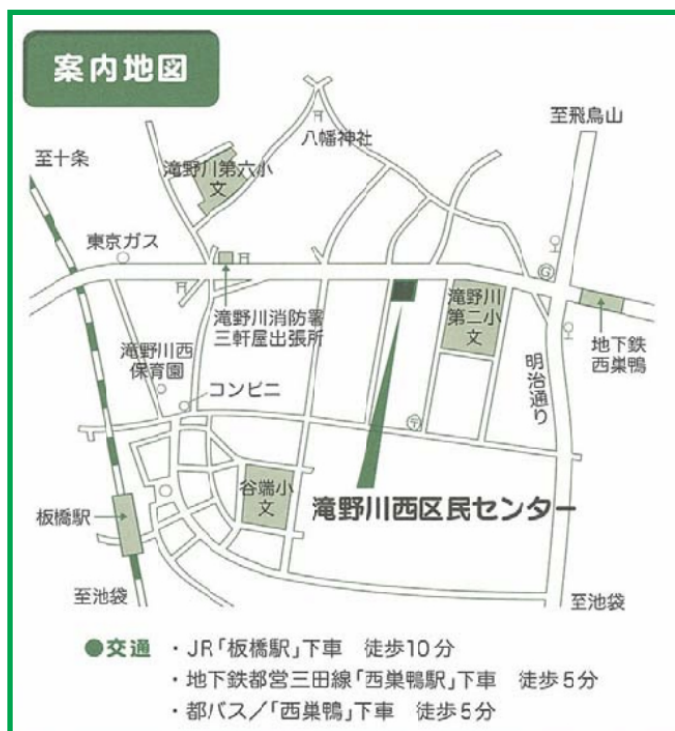 案内地図
至飛鳥山
八幡神社
至十条
滝野川第六小
文
東京ガス
G
滝野川消防署
三軒屋出張所
滝野川
第二小
文
地下鉄
西巣鴨
滝野川西
保育園
コンビニ
明治通り
〒
谷端小
文
滝野川西区民センター
板橋駅
至池袋
至池袋
●交通 ・JR「板橋駅」下車 徒歩10分
・地下鉄都営三田線「西巣鴨駅」下車 徒歩5分
・都バス/「西巣鴨」下車 徒歩5分